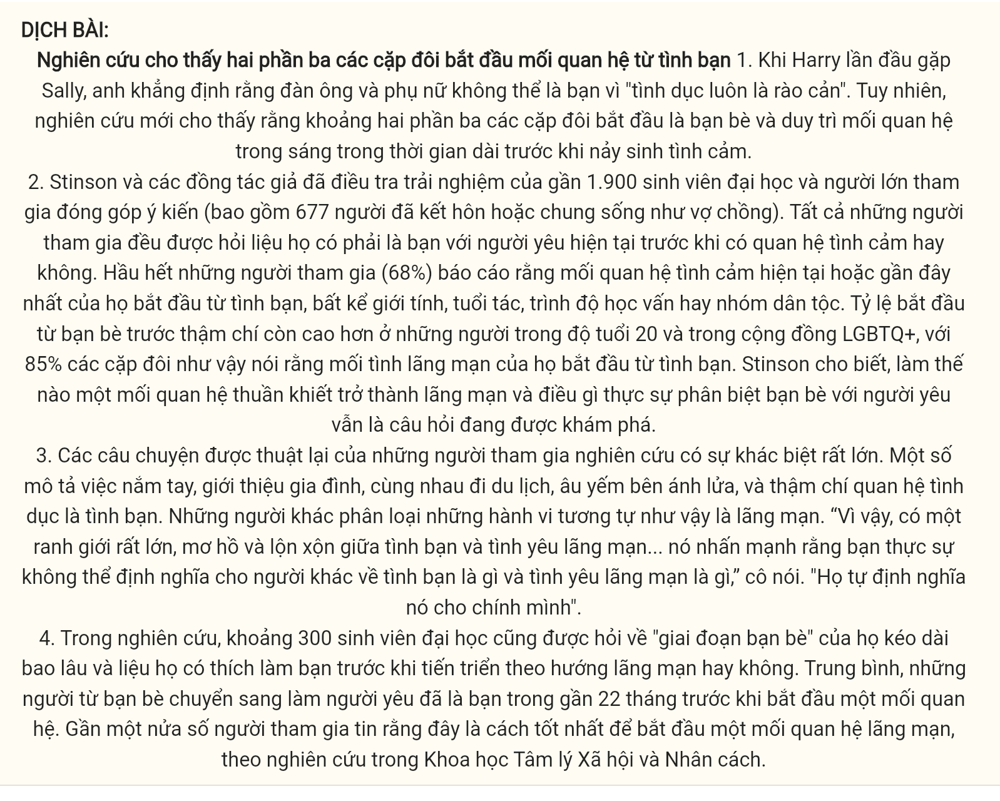 DỊCH BÀI:
Nghiên cứu cho thấy hai phần ba các cặp đôi bắt đầu mối quan hệ từ tình bạn 1. Khi Harry lần đầu gặp
Sally, anh khẳng định rằng đàn ông và phụ nữ không thể là bạn vì "tình dục luôn là rào cản". Tuy nhiên,
nghiên cứu mới cho thấy rằng khoảng hai phần ba các cặp đôi bắt đầu là bạn bè và duy trì mối quan hệ
trong sáng trong thời gian dài trước khi nảy sinh tình cảm.
2. Stinson và các đồng tác giả đã điều tra trải nghiệm của gần 1.900 sinh viên đại học và người lớn tham
gia đóng góp ý kiến (bao gồm 677 người đã kết hôn hoặc chung sống như vợ chồng). Tất cả những người
tham gia đều được hỏi liệu họ có phải là bạn với người yêu hiện tại trước khi có quan hệ tình cảm hay
không. Hầu hết những người tham gia (68%) báo cáo rằng mối quan hệ tình cảm hiện tại hoặc gần đây
nhất của họ bắt đầu từ tình bạn, bất kể giới tính, tuổi tác, trình độ học vấn hay nhóm dân tộc. Tỷ lệ bắt đầu
từ bạn bè trước thậm chí còn cao hơn ở những người trong độ tuổi 20 và trong cộng đồng LGBTQ+, với
85% các cặp đôi như vậy nói rằng mối tình lãng mạn của họ bắt đầu từ tình bạn. Stinson cho biết, làm thế
nào một mối quan hệ thuần khiết trở thành lãng mạn và điều gì thực sự phân biệt bạn bè với người yêu
vẫn là câu hỏi đang được khám phá.
3. Các câu chuyện được thuật lại của những người tham gia nghiên cứu có sự khác biệt rất lớn. Một số
mô tả việc nắm tay, giới thiệu gia đình, cùng nhau đi du lịch, âu yếm bên ánh lửa, và thậm chí quan hệ tình
dục là tình bạn. Những người khác phân loại những hành vi tương tự như vậy là lãng mạn. “Vì vậy, có một
ranh giới rất lớn, mơ hồ và lộn xộn giữa tình bạn và tình yêu lãng mạn... nó nhấn mạnh rằng bạn thực sự
không thể định nghĩa cho người khác về tình bạn là gì và tình yêu lãng mạn là gì,” cô nói. "Họ tự định nghĩa
nó cho chính mình".
4. Trong nghiên cứu, khoảng 300 sinh viên đại học cũng được hỏi về "giai đoạn bạn bè" của họ kéo dài
bao lâu và liệu họ có thích làm bạn trước khi tiến triển theo hướng lãng mạn hay không. Trung bình, những
người từ bạn bè chuyển sang làm người yêu đã là bạn trong gần 22 tháng trước khi bắt đầu một mối quan
hệ. Gần một nửa số người tham gia tin rằng đây là cách tốt nhất để bắt đầu một mối quan hệ lãng mạn,
theo nghiên cứu trong Khoa học Tâm lý Xã hội và Nhân cách.